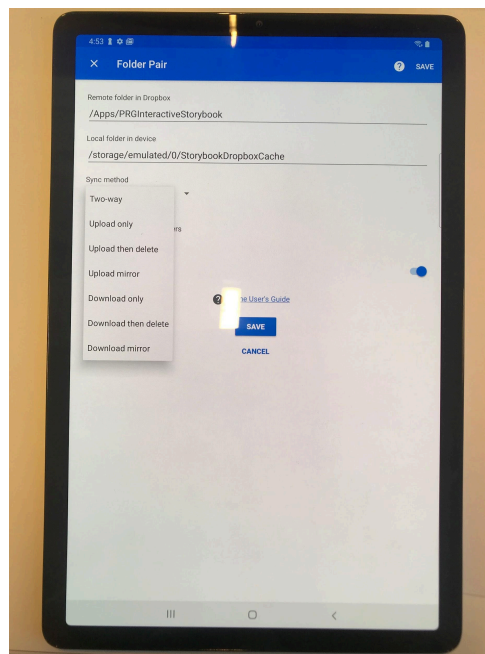 4:53
Folder Pair
SAVE
Remote folder in Dropbox
/Apps/PRGInteractiveStorybook
Local folder in device
/storage/emulated/0/StorybookDropboxCache
Sync method
Two-way
Upload only
Upload then delete
Upload mirror
Download only
User's Guide
Download then delete
SAVE
Download mirror
CANCEL